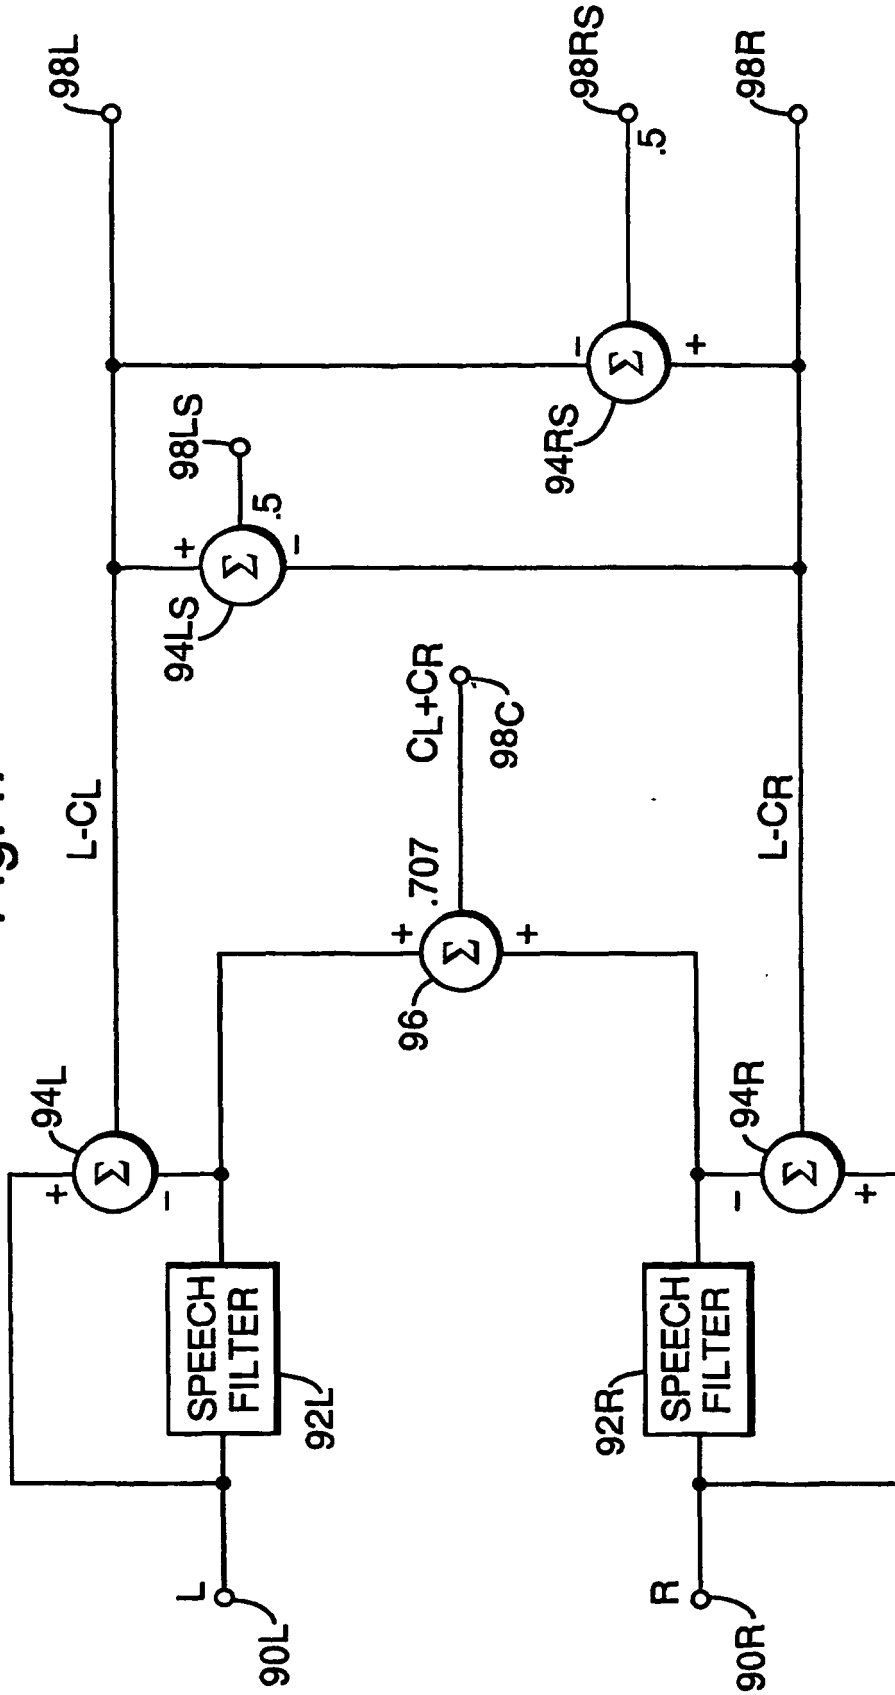 98L
98RS
.5
98R
98LS
.5
+
Σ
−
94LS
−
Σ
+
94RS
L-CL
CL+CR
98C
.707
+
Σ
+
96
L-CR
94L
+
Σ
−
94R
−
Σ
+
SPEECH
FILTER
92L
SPEECH
FILTER
92R
L
90L
R
90R